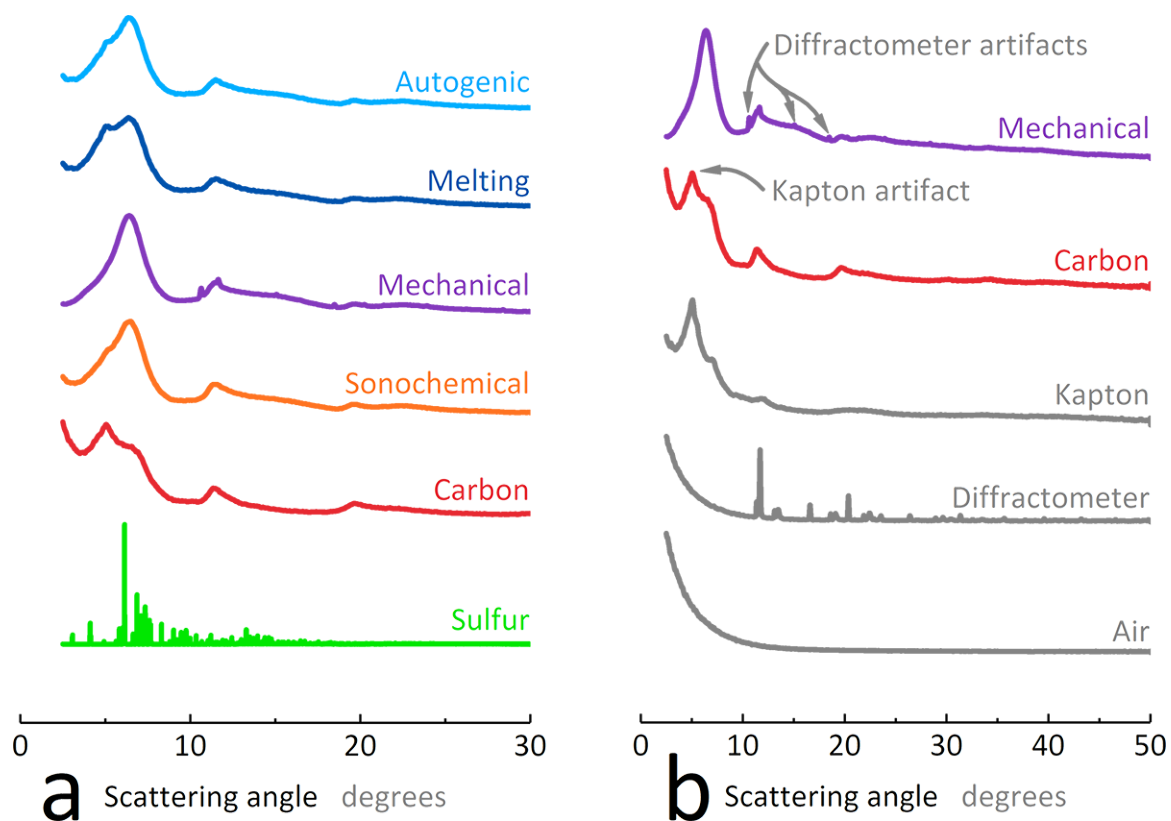 Autogenic
Melting
Mechanical
Sonochemical
Carbon
Sulfur
0 10 20 30
a Scattering angle degrees
Diffractometer artifacts
Mechanical
Kapton artifact
Carbon
Kapton
Diffractometer
Air
0 10 20 30 40 50
b Scattering angle degrees